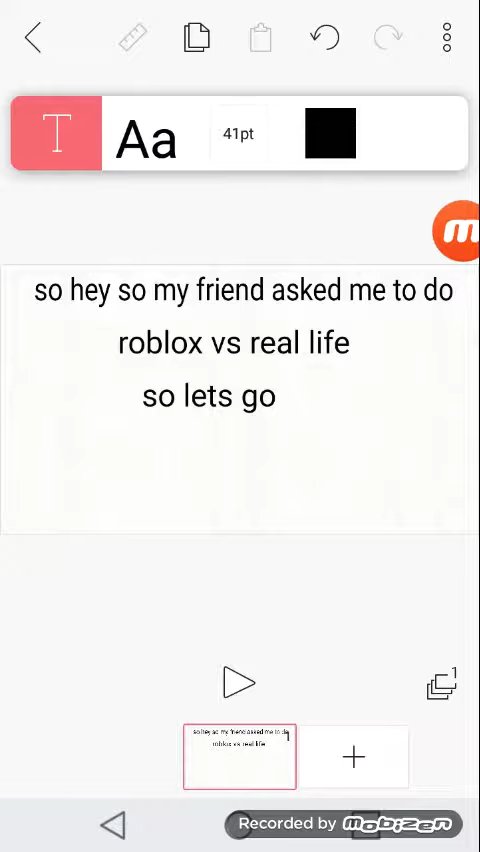 T
Aa
41pt
m
so hey so my friend asked me to do
roblox vs real life
so lets go
1
so hey so my friend asked me to do
1
roblox vs real life
+
Recorded by mobizen